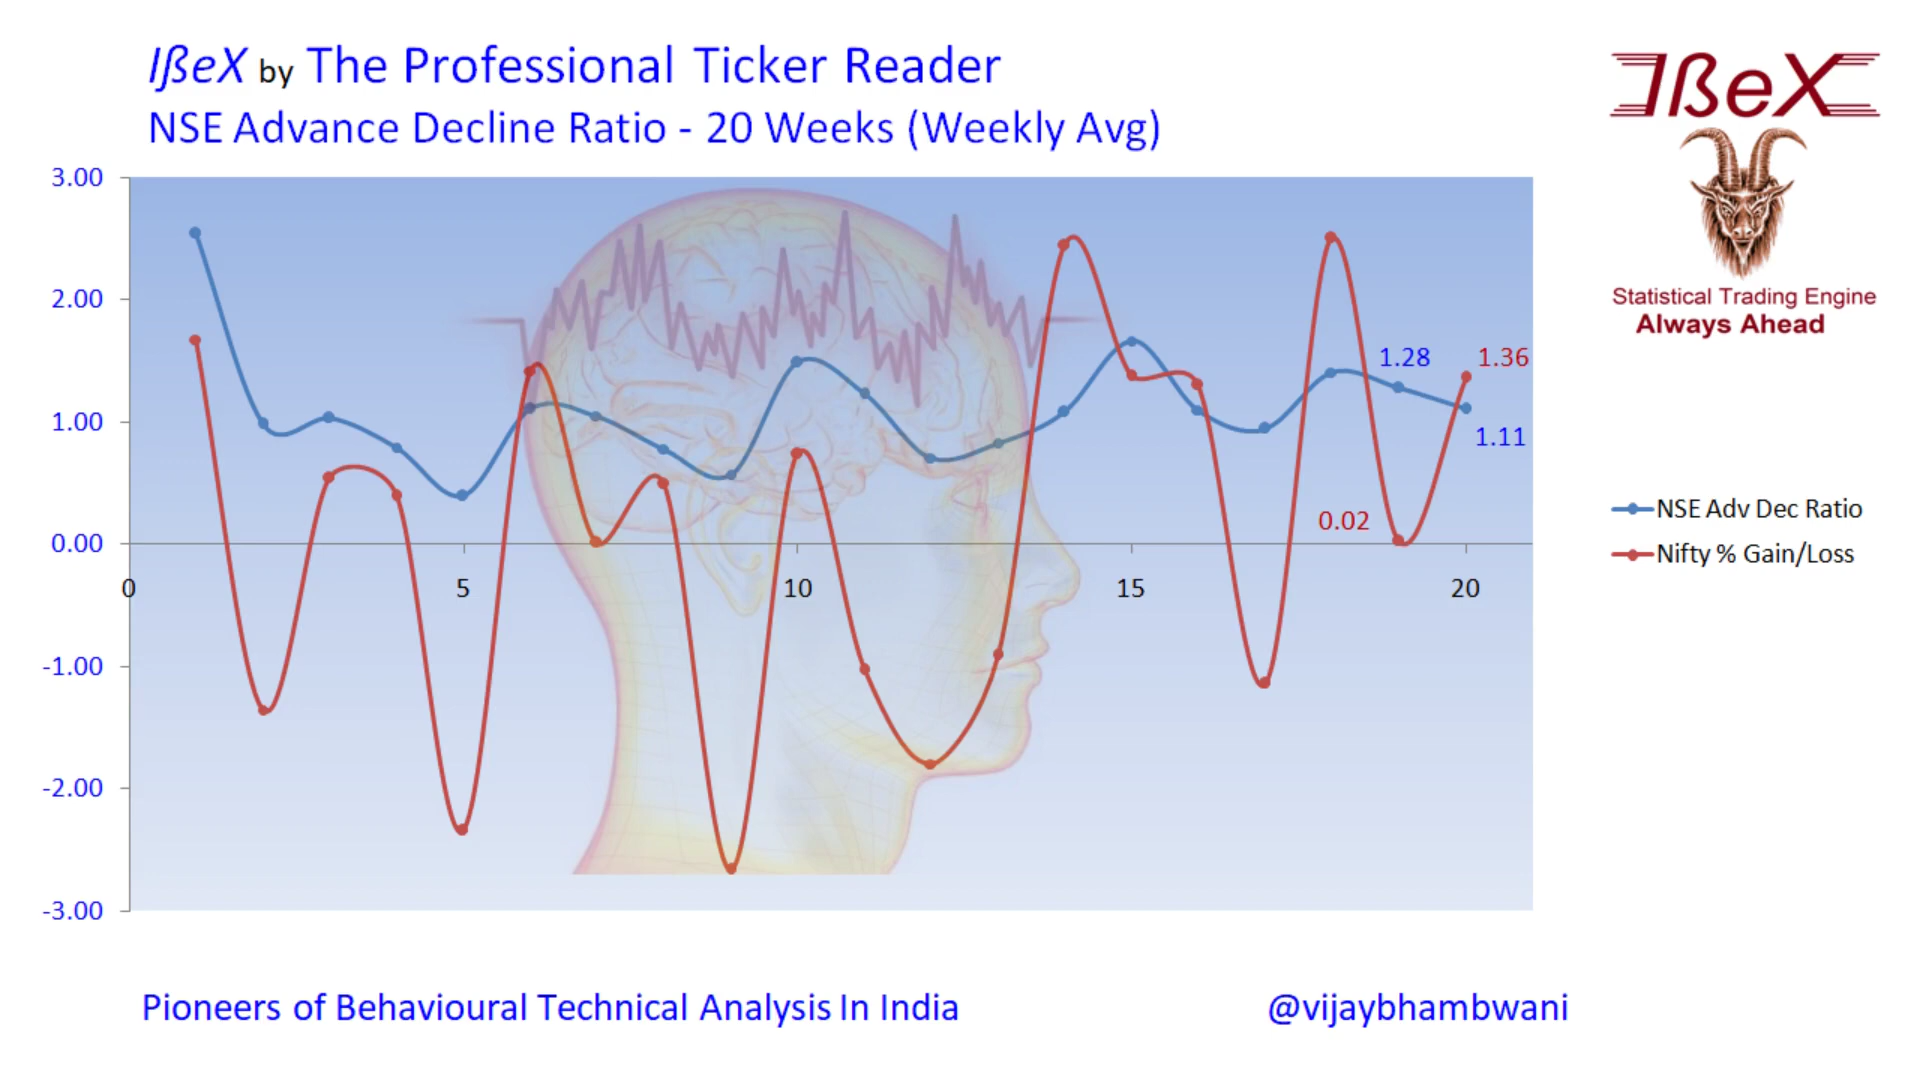 IßeX by The Professional Ticker Reader
NSE Advance Decline Ratio - 20 Weeks (Weekly Avg)
IßeX
Statistical Trading Engine
Always Ahead
3.00
2.00
1.00
0.00
-1.00
-2.00
-3.00
0
5
10
15
20
1.28
1.36
1.11
0.02
NSE Adv Dec Ratio
Nifty % Gain/Loss
Pioneers of Behavioural Technical Analysis In India
@vijaybhambwani